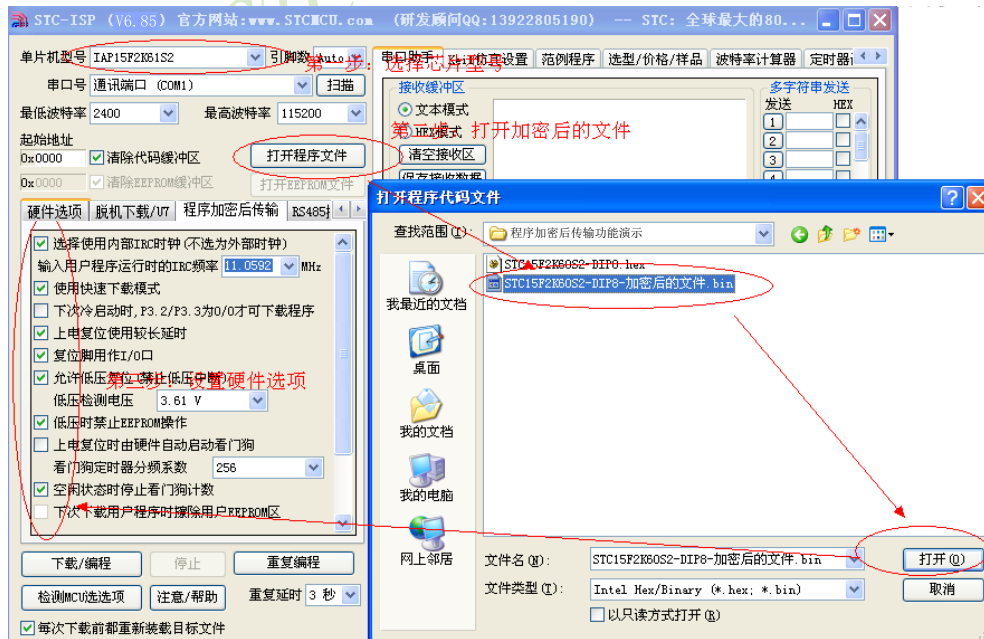 STC-ISP (V6.85) 官方网站:www.STCMCU.com (研发顾问QQ:13922805190) -- STC: 全球最大的80...
单片机型号 IAP15F2K61S2 引脚数 Auto
第一步：选择芯片型号
串口助手 Keil仿真设置 范例程序 选型/价格/样品 波特率计算器 定时器
串口号 通讯端口 (COM1) 扫描
接收缓冲区 多字符串发送
最低波特率 2400 最高波特率 115200
文本模式 发送 HEX
HEX模式 1
第二步：打开加密后的文件
起始地址
0x0000 清除代码缓冲区 打开程序文件
清空接收区 2
3
0x0000 清除EEPROM缓冲区 打开EEPROM文件
保存接收数据 4
打开程序代码文件
硬件选项 脱机下载/U7 程序加密后传输 RS485
查找范围(I): 程序加密后传输功能演示
选择使用内部IRC时钟(不选为外部时钟)
输入用户程序运行时的IRC频率 11.0592 MHz
使用快速下载模式
下次冷启动时,P3.2/P3.3为0/0才可下载程序
上电复位使用较长延时
复位脚用作I/O口
允许低压复位(禁止低压中断)
第三步：设置硬件选项
低压检测电压 3.61 V
低压时禁止EEPROM操作
上电复位时由硬件自动启动看门狗
看门狗定时器分频系数 256
空闲状态时停止看门狗计数
下次下载用户程序时擦除用户EEPROM区
STC15F2K60S2-DIP8.hex
STC15F2K60S2-DIP8-加密后的文件.bin
我最近的文档
桌面
我的文档
我的电脑
网上邻居
文件名(N): STC15F2K60S2-DIP8-加密后的文件.bin 打开(O)
文件类型(T): Intel Hex/Binary (*.hex; *.bin) 取消
以只读方式打开(R)
下载/编程 停止 重复编程
检测MCU选选项 注意/帮助 重复延时 3 秒
每次下载前都重新装载目标文件